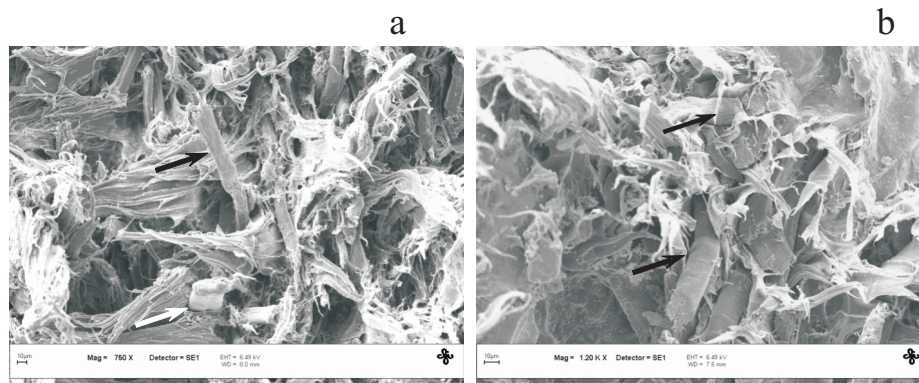 a
b
10µm Mag = 750 X Detector = SE1 EHT = 6.49 kV
WD = 8.0 mm
10µm Mag = 1.20 K X Detector = SE1 EHT = 6.49 kV
WD = 7.5 mm